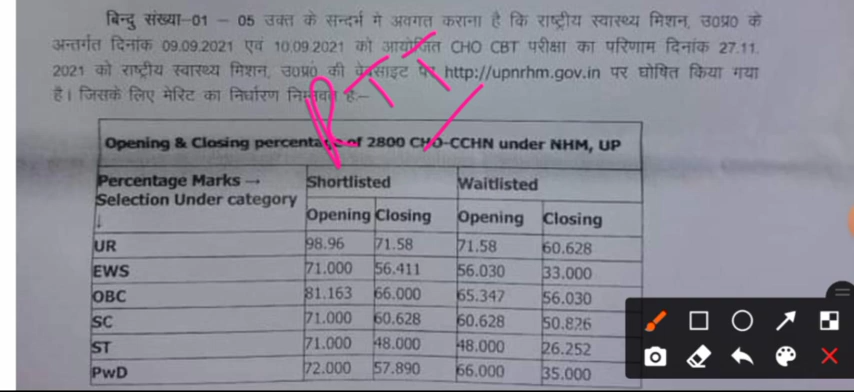 बिन्दु संख्या–01 – 05 उक्त के सन्दर्भ मे अवगत कराना है कि राष्ट्रीय स्वास्थ्य मिशन, उ0प्र0 के
अन्तर्गत दिनांक 09.09.2021 एवं 10.09.2021 को आयोजित CHO CBT परीक्षा का परिणाम दिनांक 27.11.
2021 को राष्ट्रीय स्वास्थ्य मिशन, उ0प्र0 की वेबसाइट पर http://upnrhm.gov.in पर घोषित किया गया
है। जिसके लिए मेरिट का निर्धारण निम्नवत है:–
RTI
Opening & Closing percentage of 2800 CHO-CCHN under NHM, UP
Percentage Marks → Shortlisted Waitlisted
Selection Under category
↓ Opening Closing Opening Closing
UR 98.96 71.58 71.58 60.628
EWS 71.000 56.411 56.030 33.000
OBC 81.163 66.000 65.347 56.030
SC 71.000 60.628 60.628 50.826
ST 71.000 48.000 48.000 26.252
PwD 72.000 57.890 66.000 35.000